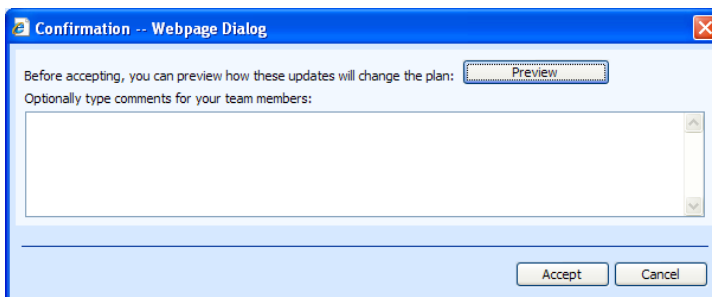 Confirmation -- Webpage Dialog
Before accepting, you can preview how these updates will change the plan: Preview
Optionally type comments for your team members:
Accept Cancel